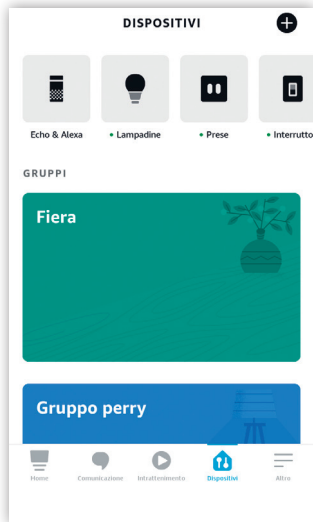 DISPOSITIVI
Echo & Alexa • Lampadine • Prese • Interrutto
GRUPPI
Fiera
Gruppo perry
Home Comunicazione Intrattenimento Dispositivi Altro